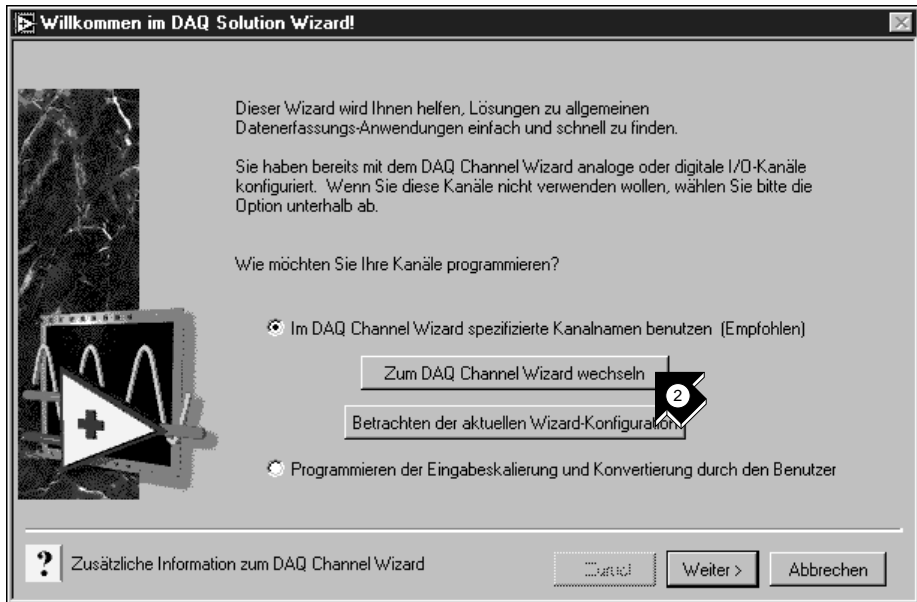 Willkommen im DAQ Solution Wizard!
Dieser Wizard wird Ihnen helfen, Lösungen zu allgemeinen
Datenerfassungs-Anwendungen einfach und schnell zu finden.
Sie haben bereits mit dem DAQ Channel Wizard analoge oder digitale I/O-Kanäle
konfiguriert. Wenn Sie diese Kanäle nicht verwenden wollen, wählen Sie bitte die
Option unterhalb ab.
Wie möchten Sie Ihre Kanäle programmieren?
Im DAQ Channel Wizard spezifizierte Kanalnamen benutzen (Empfohlen)
Zum DAQ Channel Wizard wechseln
2
Betrachten der aktuellen Wizard-Konfiguration
Programmieren der Eingabeskalierung und Konvertierung durch den Benutzer
? Zusätzliche Information zum DAQ Channel Wizard
Zurück Weiter > Abbrechen